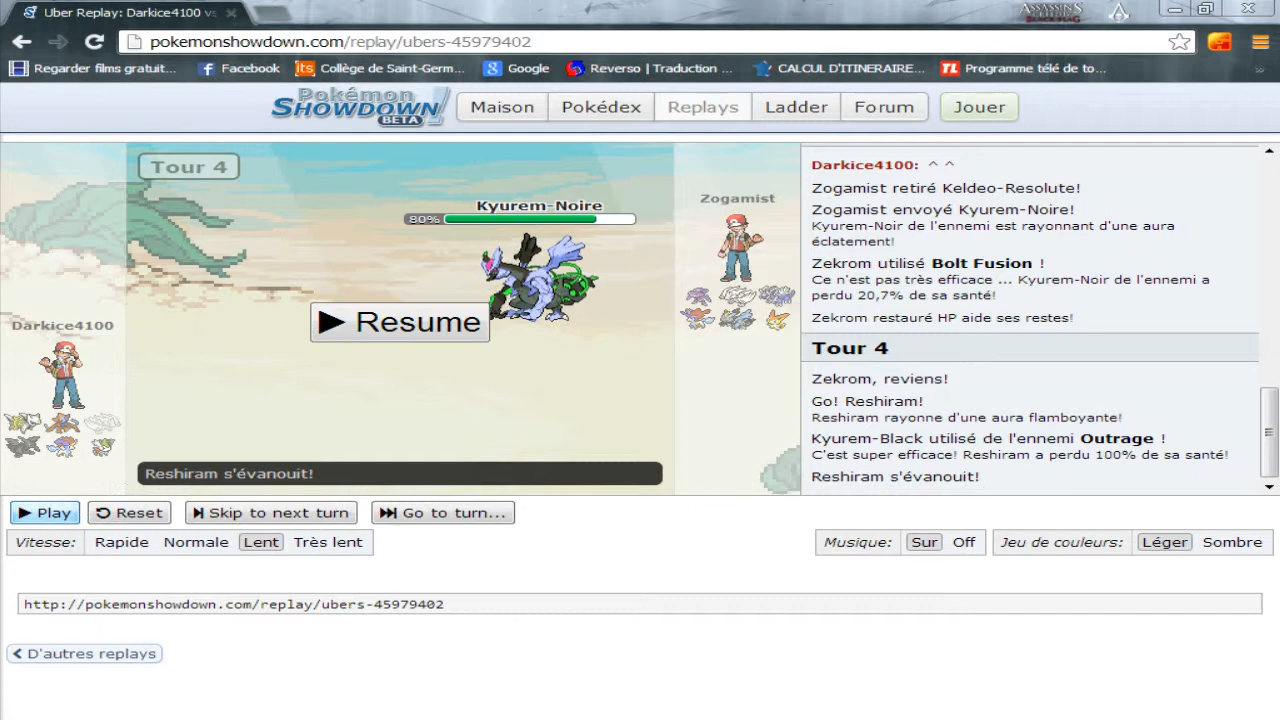 Uber Replay: Darkice4100 vs
ASSASSIN'S
BLACK FLAG
pokemonshowdown.com/replay/ubers-45979402
Regarder films gratuit...
Facebook
its Collège de Saint-Germ...
Google
Reverso | Traduction ...
CALCUL D'ITINERAIRE...
TL Programme télé de to...
Pokémon
SHOWDOWN
BETA
Maison
Pokédex
Replays
Ladder
Forum
Jouer
Tour 4
Kyurem-Noire
80%
Zogamist
Darkice4100
Resume
Reshiram s'évanouit!
Darkice4100: ^ ^
Zogamist retiré Keldeo-Resolute!
Zogamist envoyé Kyurem-Noire!
Kyurem-Noir de l'ennemi est rayonnant d'une aura
éclatement!
Zekrom utilisé Bolt Fusion !
Ce n'est pas très efficace ... Kyurem-Noir de l'ennemi a
perdu 20,7% de sa santé!
Zekrom restauré HP aide ses restes!
Tour 4
Zekrom, reviens!
Go! Reshiram!
Reshiram rayonne d'une aura flamboyante!
Kyurem-Black utilisé de l'ennemi Outrage !
C'est super efficace! Reshiram a perdu 100% de sa santé!
Reshiram s'évanouit!
Play
Reset
Skip to next turn
Go to turn...
Vitesse: Rapide Normale Lent Très lent
Musique: Sur Off
Jeu de couleurs: Léger Sombre
http://pokemonshowdown.com/replay/ubers-45979402
D'autres replays